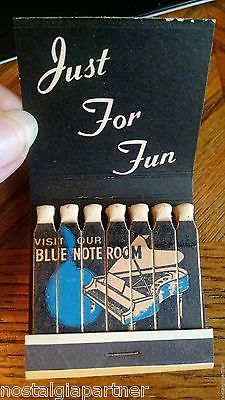 Just
For
Fun
VISIT OUR
BLUE NOTE ROOM
nostalgiapartner